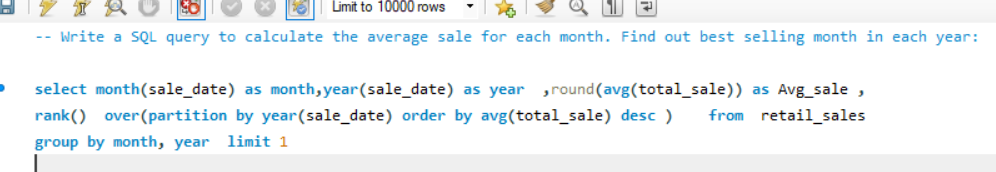 Limit to 10000 rows
-- Write a SQL query to calculate the average sale for each month. Find out best selling month in each year:
select month(sale_date) as month,year(sale_date) as year  ,round(avg(total_sale)) as Avg_sale ,
rank()  over(partition by year(sale_date) order by avg(total_sale) desc )    from  retail_sales
group by month, year  limit 1